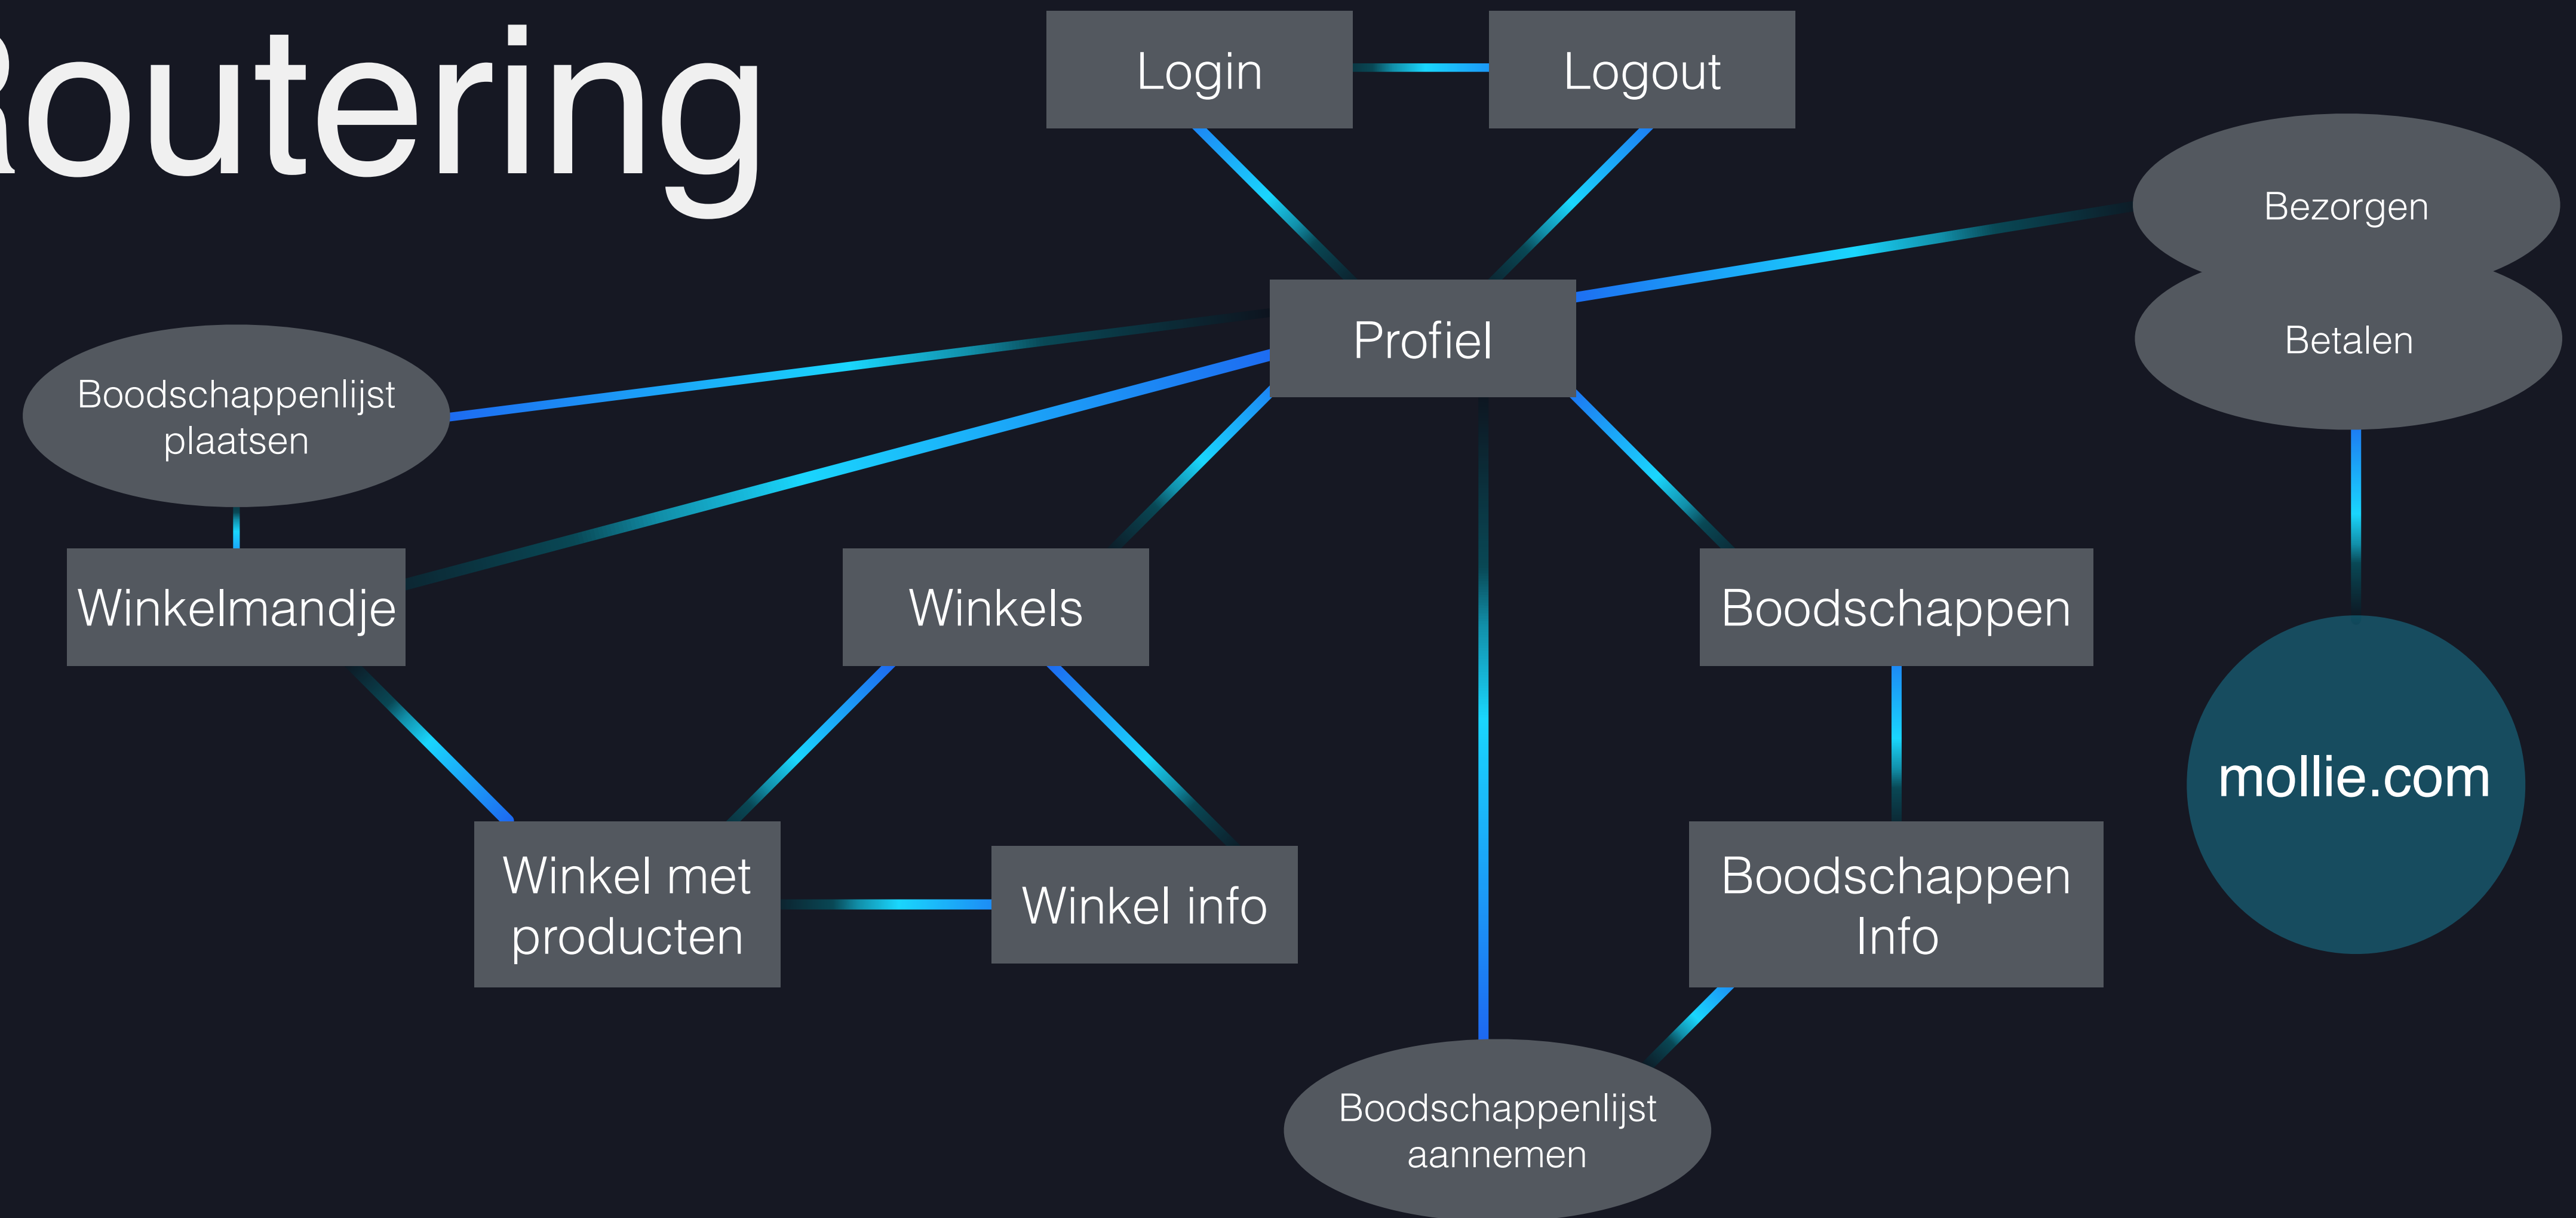 Routering
Login
Logout
Bezorgen
Profiel
Betalen
Boodschappenlijst
plaatsen
Winkelmandje
Winkels
Boodschappen
mollie.com
Winkel met
producten
Winkel info
Boodschappen
Info
Boodschappenlijst
aannemen